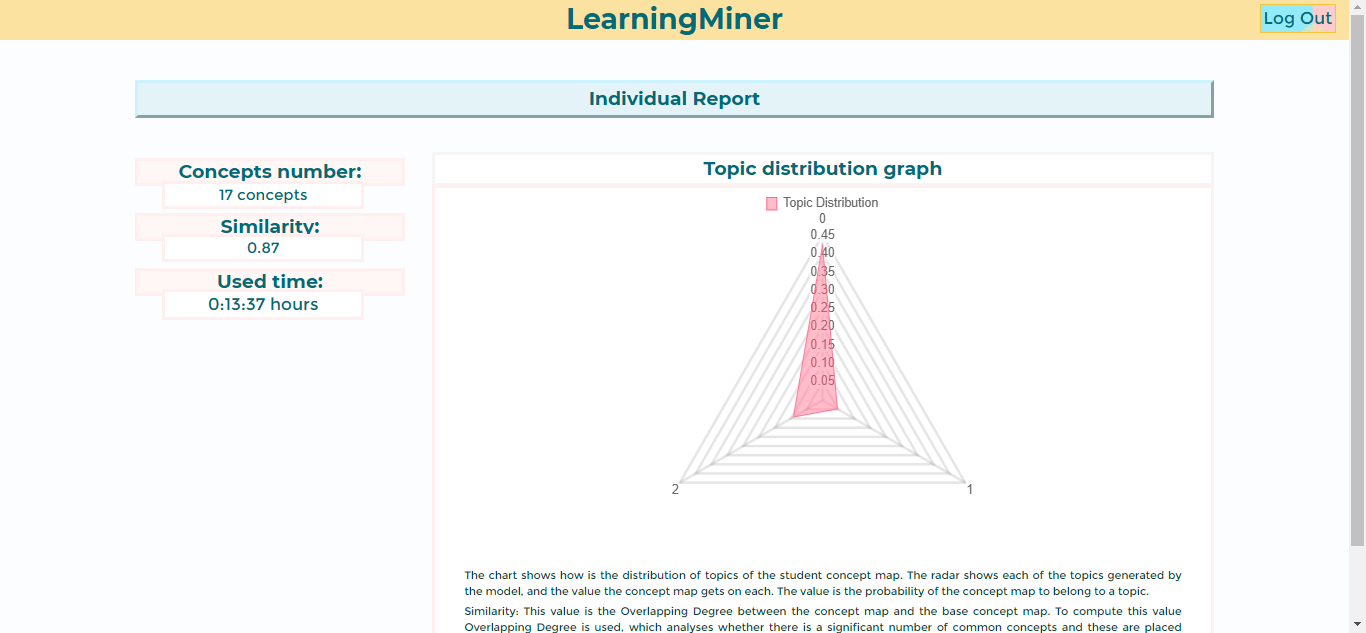 LearningMiner
Log Out
Individual Report
Concepts number:
17 concepts
Similarity:
0.87
Used time:
0:13:37 hours
Topic distribution graph
Topic Distribution
0
0.45
0.40
0.35
0.30
0.25
0.20
0.15
0.10
0.05
2
1
The chart shows how is the distribution of topics of the student concept map. The radar shows each of the topics generated by
the model, and the value the concept map gets on each. The value is the probability of the concept map to belong to a topic.
Similarity: This value is the Overlapping Degree between the concept map and the base concept map. To compute this value
Overlapping Degree is used, which analyses whether there is a significant number of common concepts and these are placed